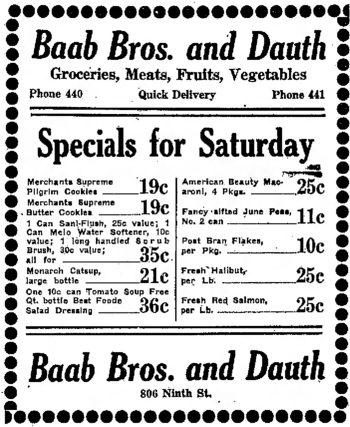 Baab Bros. and Dauth
Groceries, Meats, Fruits, Vegetables
Phone 440 Quick Delivery Phone 441
Specials for Saturday
Merchants Supreme
Pilgrim Cookies 19c
Merchants Supreme
Butter Cookies 19c
1 Can Sani-Flush, 25c value; 1
Can Melo Water Softener, 10c
value; 1 long handled Scrub
Brush, 30c value;
all for 35c
Monarch Catsup,
large bottle 21c
One 10c can Tomato Soup Free
Qt. bottle Best Foods
Salad Dressing 36c
American Beauty Mac-
aroni, 4 Pkgs. 25c
Fancy sifted June Peas,
No. 2 can 11c
Post Bran Flakes,
per Pkg. 10c
Fresh Halibut,
per Lb. 25c
Fresh Red Salmon,
per Lb. 25c
Baab Bros. and Dauth
806 Ninth St.